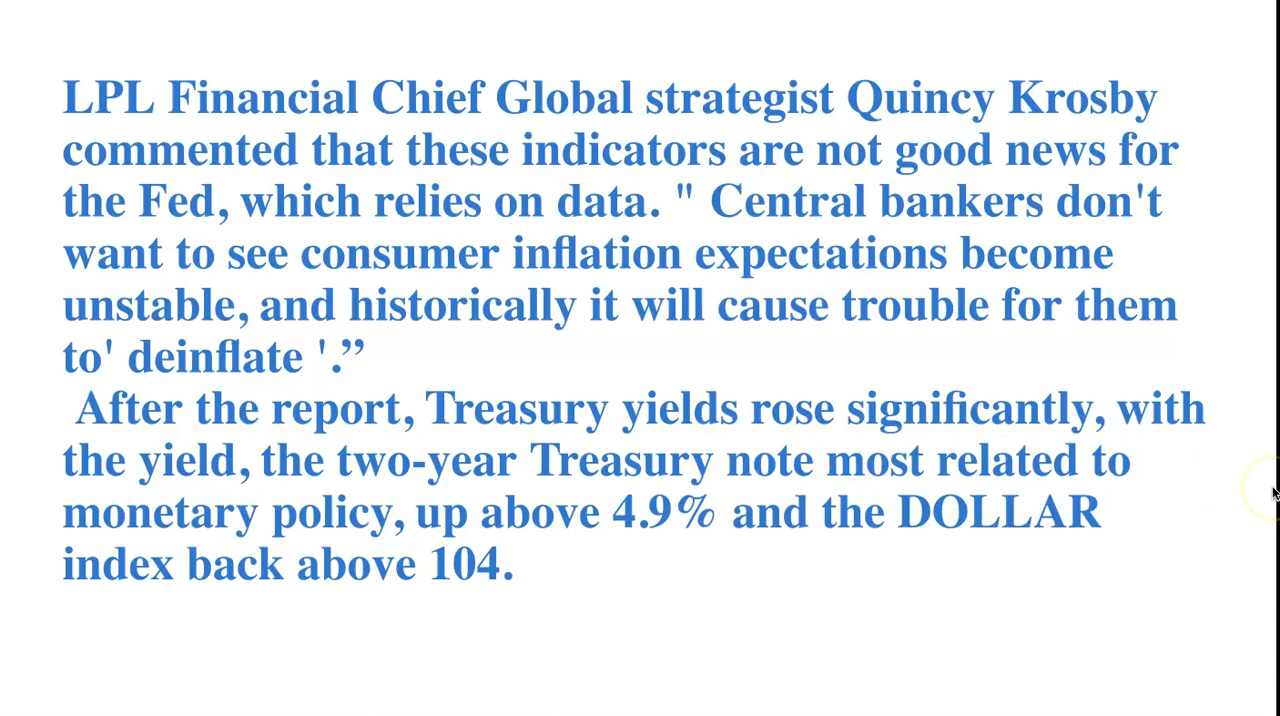 LPL Financial Chief Global strategist Quincy Krosby
commented that these indicators are not good news for
the Fed, which relies on data. " Central bankers don't
want to see consumer inflation expectations become
unstable, and historically it will cause trouble for them
to' deinflate '.”
After the report, Treasury yields rose significantly, with
the yield, the two-year Treasury note most related to
monetary policy, up above 4.9% and the DOLLAR
index back above 104.